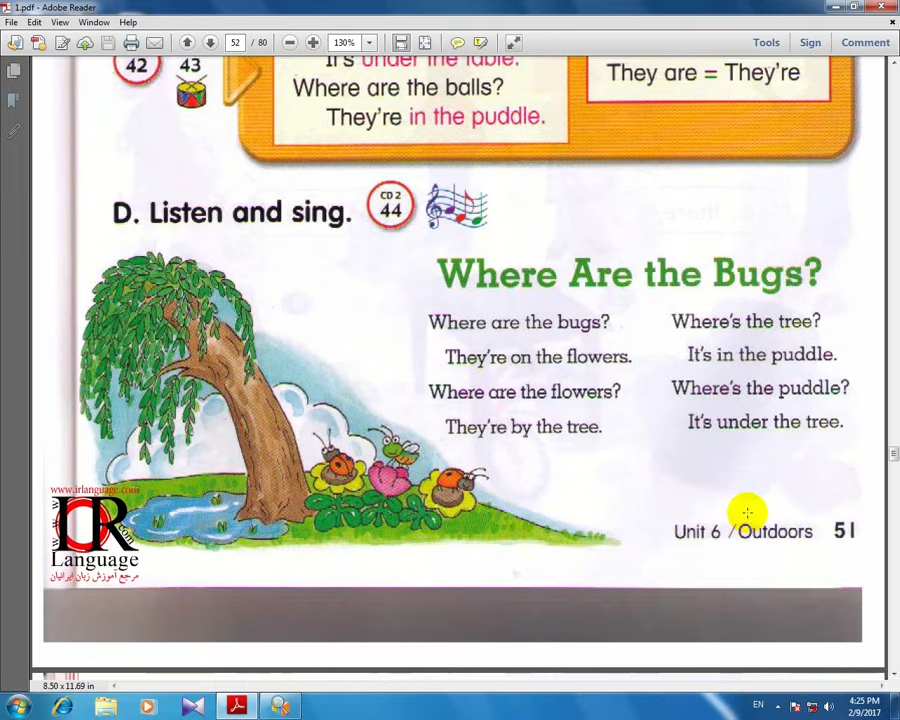 1.pdf - Adobe Reader
File Edit View Window Help
52 / 80 130% Tools Sign Comment
42 43
It's under the table.
Where are the balls?
They're in the puddle.
They are = They're
D. Listen and sing. CD 2 44
Where Are the Bugs?
Where are the bugs?
They're on the flowers.
Where are the flowers?
They're by the tree.
Where's the tree?
It's in the puddle.
Where's the puddle?
It's under the tree.
www.irlanguage.com
IR
Language
مرجع آموزش زبان ایرانیان
Unit 6 / Outdoors 51
8.50 x 11.69 in
EN 4:25 PM
2/9/2017